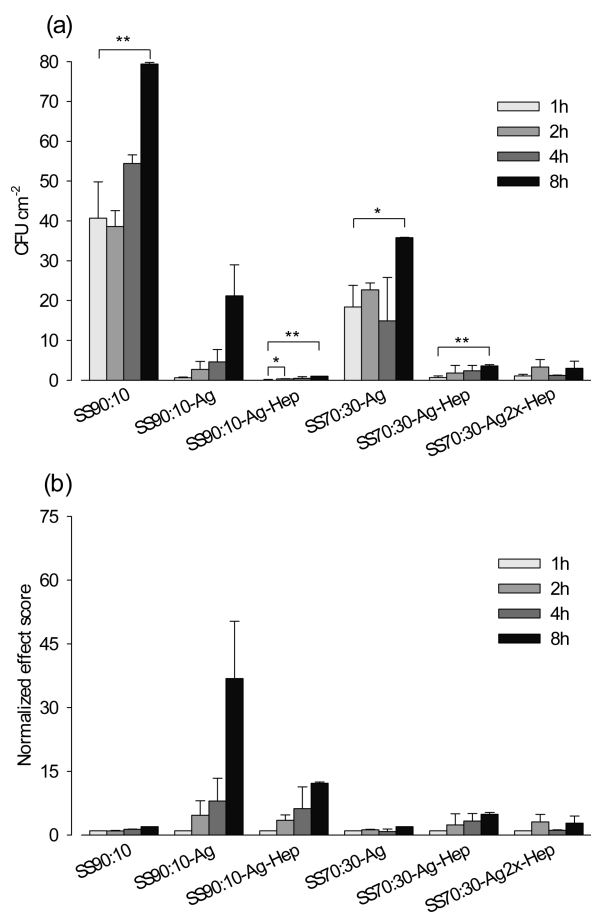 (a)
**
80
70
60
50
40
30
20
10
0
CFU cm-2
1h
2h
4h
8h
*
**
*
**
SS90:10
SS90:10-Ag
SS90:10-Ag-Hep
SS70:30-Ag
SS70:30-Ag-Hep
SS70:30-Ag2x-Hep
(b)
75
60
45
30
15
0
Normalized effect score
1h
2h
4h
8h
SS90:10
SS90:10-Ag
SS90:10-Ag-Hep
SS70:30-Ag
SS70:30-Ag-Hep
SS70:30-Ag2x-Hep